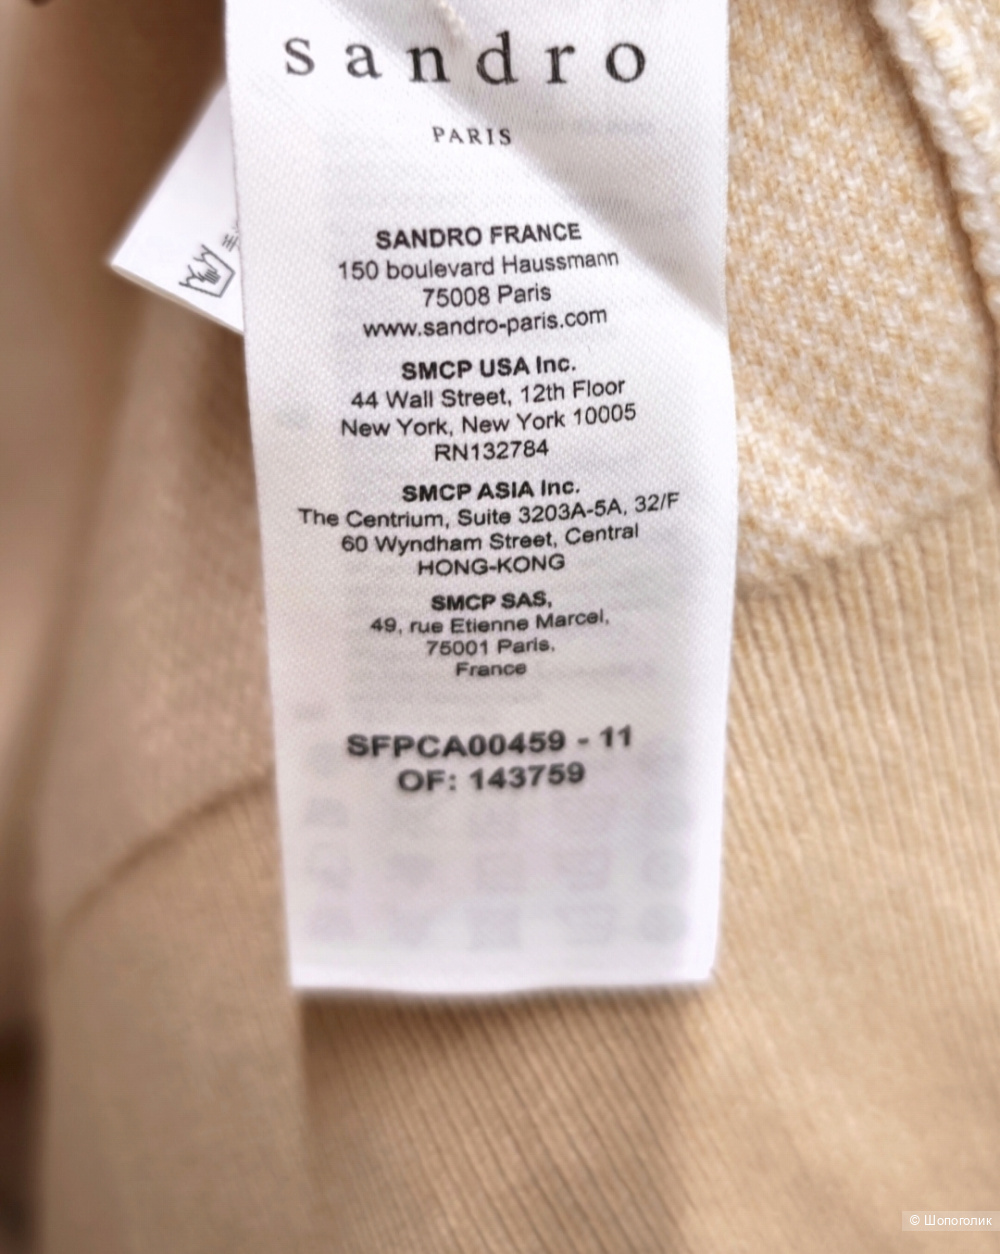 sandro
PARIS
SANDRO FRANCE
150 boulevard Haussmann
75008 Paris
www.sandro-paris.com
SMCP USA Inc.
44 Wall Street, 12th Floor
New York, New York 10005
RN132784
SMCP ASIA Inc.
The Centrium, Suite 3203A-5A, 32/F
60 Wyndham Street, Central
HONG-KONG
SMCP SAS,
49, rue Etienne Marcel,
75001 Paris.
France
SFPCA00459 - 11
OF: 143759
© Шопоголик